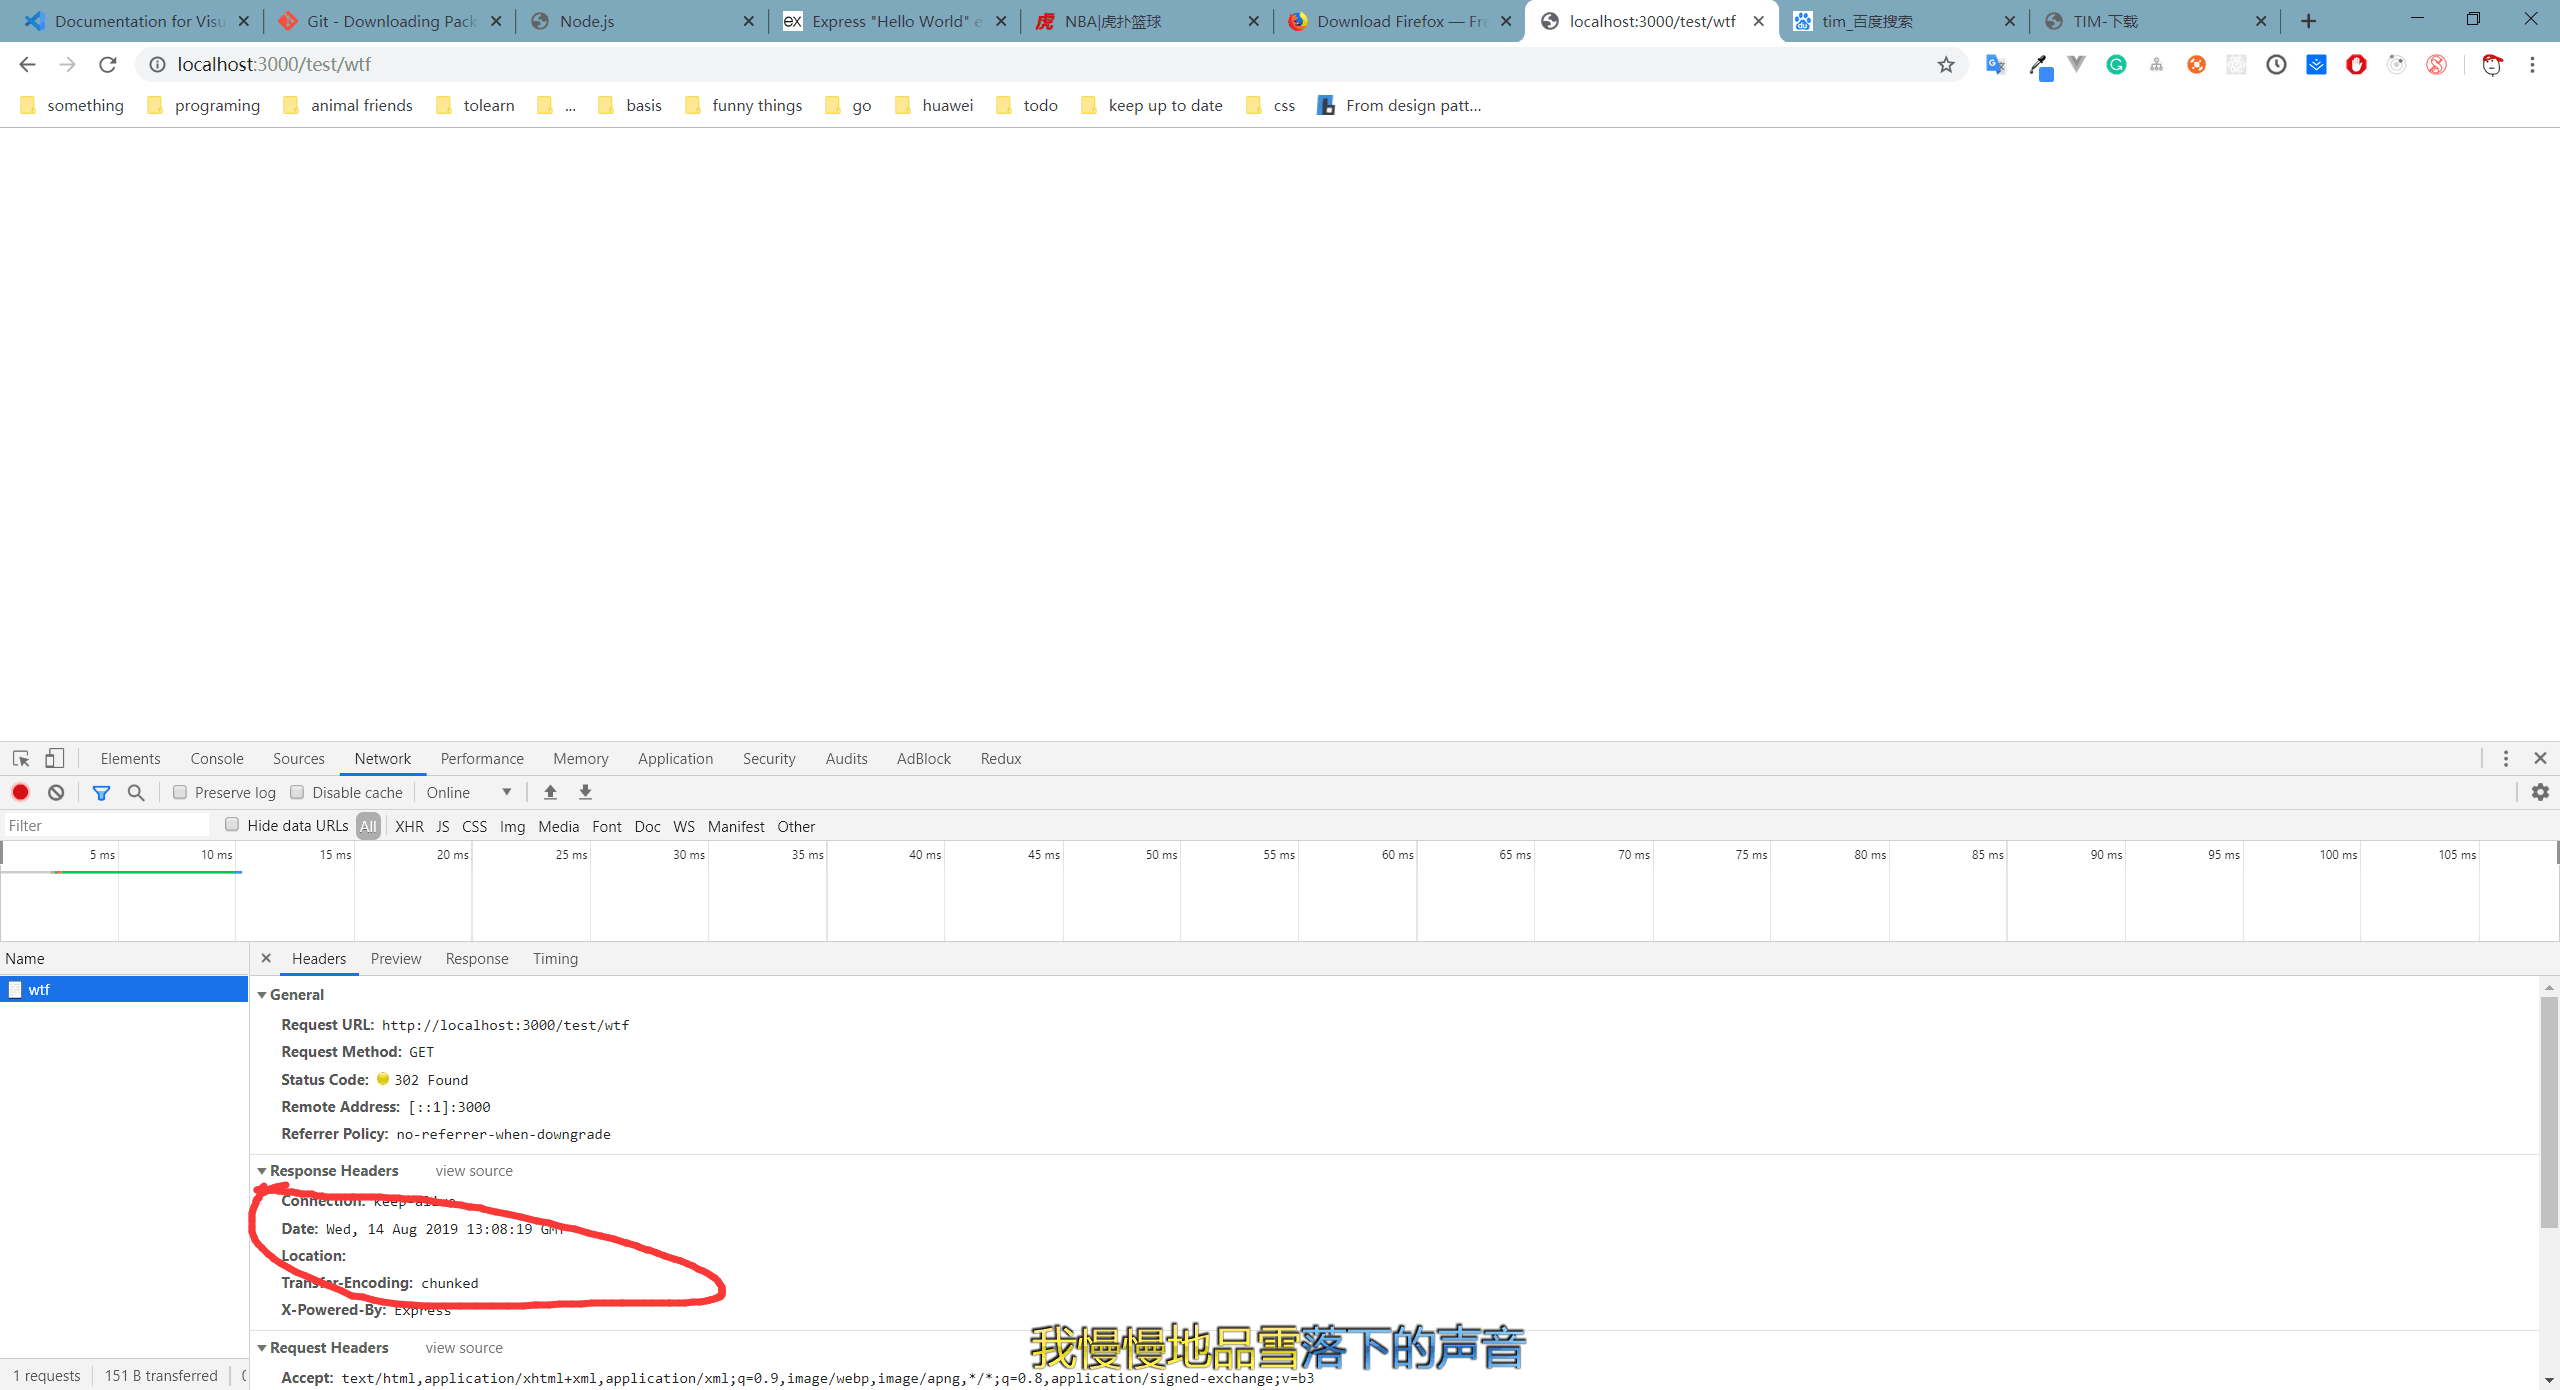 Documentation for Visu
Git - Downloading Pack
Node.js
Express "Hello World" e
NBA|虎扑篮球
Download Firefox — Fre
localhost:3000/test/wtf
tim_百度搜索
TIM-下载
localhost:3000/test/wtf
something
programing
animal friends
tolearn
...
basis
funny things
go
huawei
todo
keep up to date
css
From design patt...
Elements
Console
Sources
Network
Performance
Memory
Application
Security
Audits
AdBlock
Redux
Preserve log
Disable cache
Online
Filter
Hide data URLs
All
XHR
JS
CSS
Img
Media
Font
Doc
WS
Manifest
Other
5 ms
10 ms
15 ms
20 ms
25 ms
30 ms
35 ms
40 ms
45 ms
50 ms
55 ms
60 ms
65 ms
70 ms
75 ms
80 ms
85 ms
90 ms
95 ms
100 ms
105 ms
Name
Headers
Preview
Response
Timing
wtf
General
Request URL: http://localhost:3000/test/wtf
Request Method: GET
Status Code: 302 Found
Remote Address: [::1]:3000
Referrer Policy: no-referrer-when-downgrade
Response Headers view source
Connection: keep-alive
Date: Wed, 14 Aug 2019 13:08:19 GMT
Location:
Transfer-Encoding: chunked
X-Powered-By: Express
Request Headers view source
我慢慢地品雪落下的声音
Accept: text/html,application/xhtml+xml,application/xml;q=0.9,image/webp,image/apng,*/*;q=0.8,application/signed-exchange;v=b3
1 requests
151 B transferred